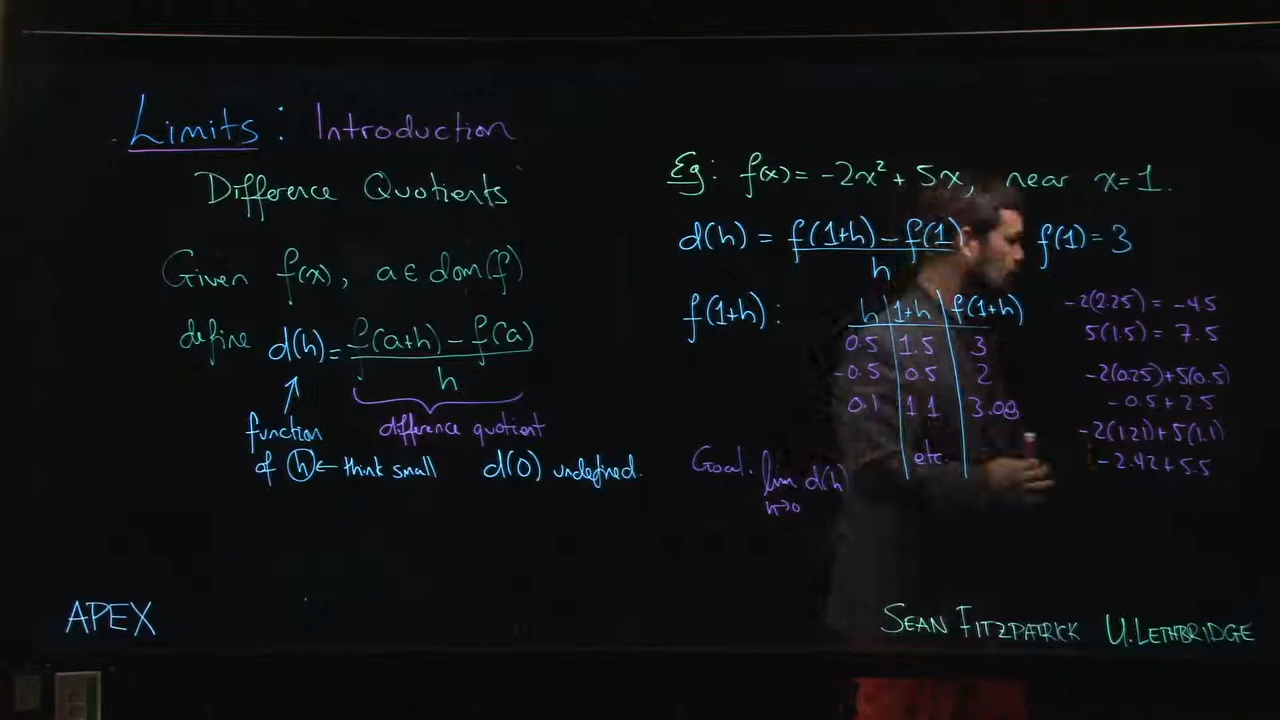 Limits: Introduction
Difference Quotients
Given f(x), a ∈ dom(f)
define d(h) = f(a+h) - f(a) / h
function of h ← think small
difference quotient
d(0) undefined.
Eg: f(x) = -2x² + 5x, near x=1.
d(h) = f(1+h) - f(1) / h
f(1) = 3
f(1+h):
h | 1+h | f(1+h)
0.5 | 1.5 | 3
-0.5 | 0.5 | 2
0.1 | 1.1 | 3.08
etc.
-2(2.25) = -4.5
5(1.5) = 7.5
-2(0.25)+5(0.5)
-0.5+2.5
-2(1.21)+5(1.1)
-2.42+5.5
Goal: lim h→0 d(h)
APEX
SEAN FITZPATRICK U. LETHBRIDGE